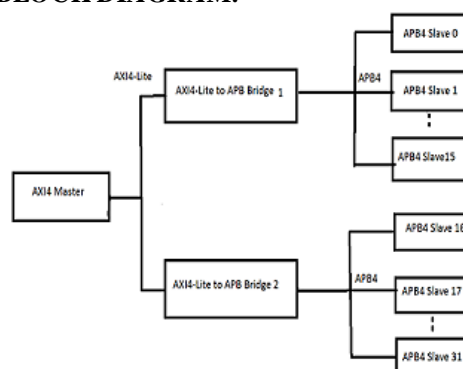 BLOCK DIAGRAM:
APB4 Slave 0
AXI4-Lite
AXI4-Lite to APB Bridge 1
APB4
APB4 Slave 1
APB4 Slave15
AXI4 Master
APB4 Slave 16
AXI4-Lite to APB Bridge 2
APB4
APB4 Slave 17
APB4 Slave 31